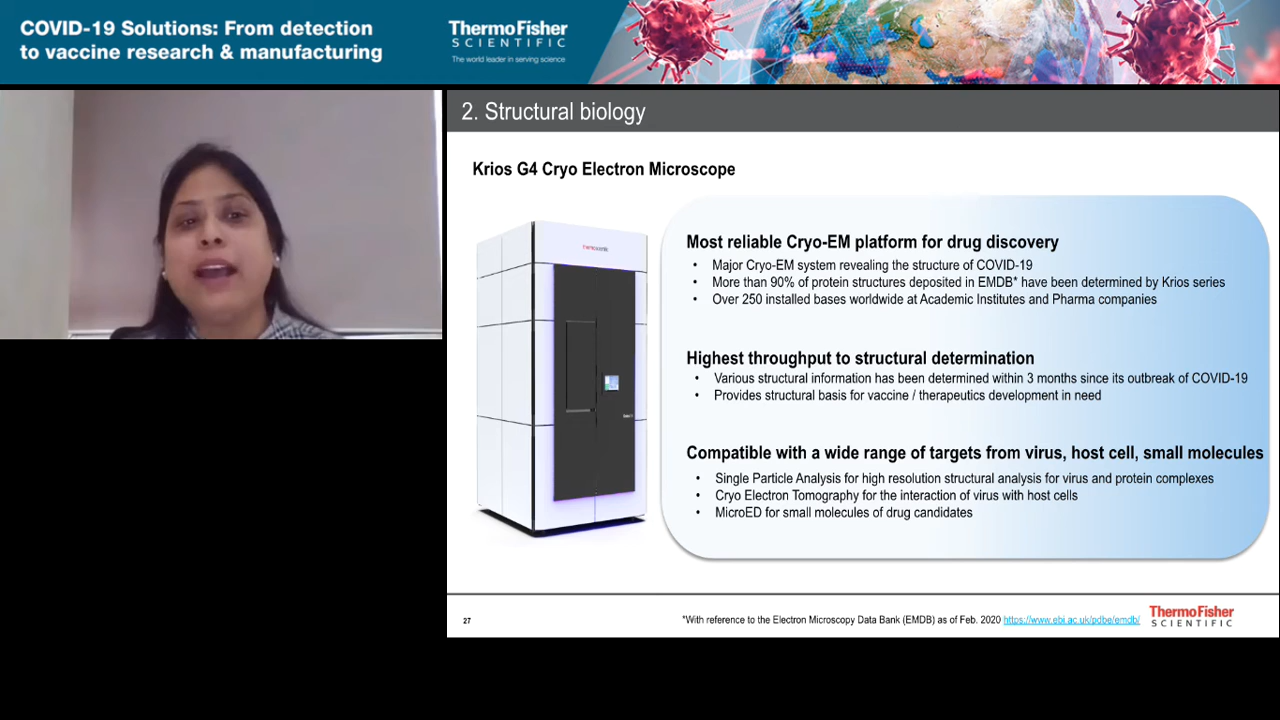 COVID-19 Solutions: From detection
to vaccine research & manufacturing
ThermoFisher
SCIENTIFIC
The world leader in serving science
2. Structural biology
Krios G4 Cryo Electron Microscope
thermoscientific
Most reliable Cryo-EM platform for drug discovery
• Major Cryo-EM system revealing the structure of COVID-19
• More than 90% of protein structures deposited in EMDB* have been determined by Krios series
• Over 250 installed bases worldwide at Academic Institutes and Pharma companies
Highest throughput to structural determination
• Various structural information has been determined within 3 months since its outbreak of COVID-19
• Provides structural basis for vaccine / therapeutics development in need
Compatible with a wide range of targets from virus, host cell, small molecules
• Single Particle Analysis for high resolution structural analysis for virus and protein complexes
• Cryo Electron Tomography for the interaction of virus with host cells
• MicroED for small molecules of drug candidates
27
*With reference to the Electron Microscopy Data Bank (EMDB) as of Feb. 2020 https://www.ebi.ac.uk/pdbe/emdb/
ThermoFisher
SCIENTIFIC